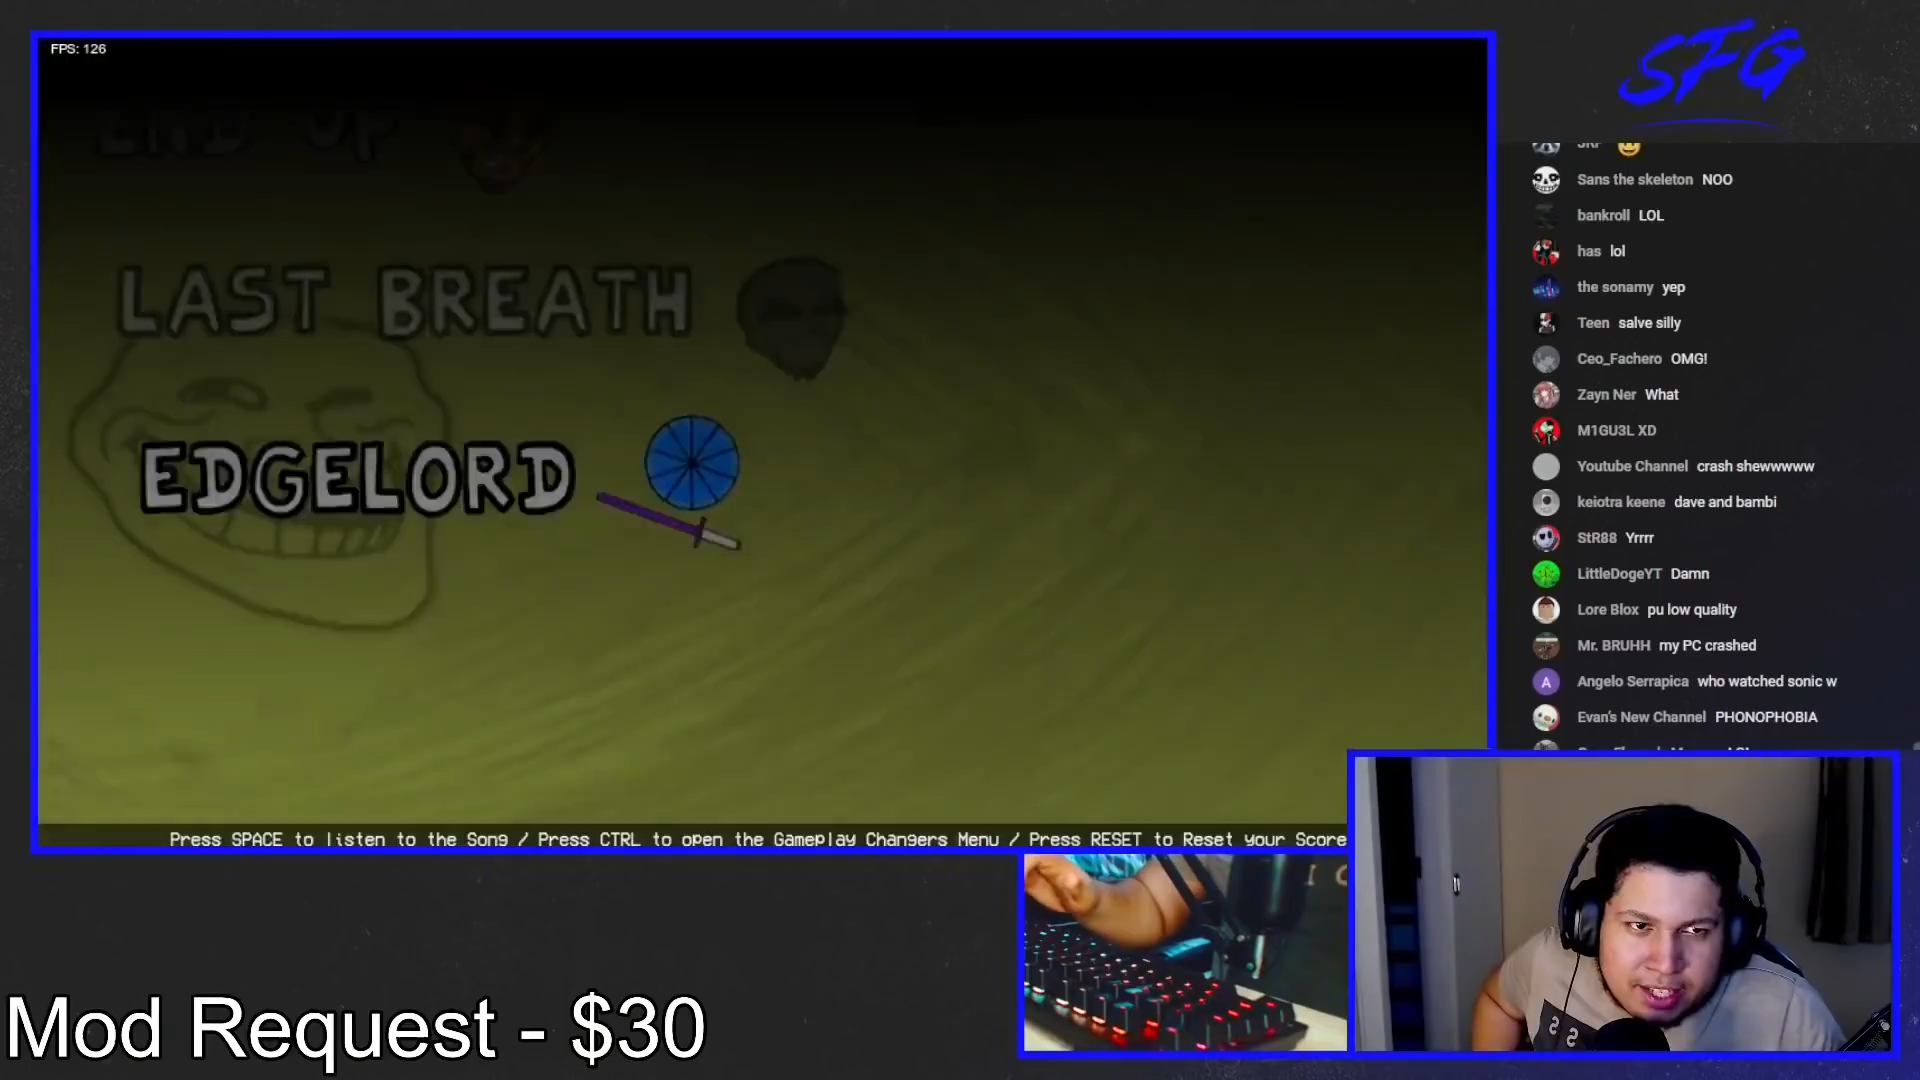 FPS: 126
SFG
END UP
LAST BREATH
EDGELORD
Press SPACE to listen to the Song / Press CTRL to open the Gameplay Changers Menu / Press RESET to Reset your Score
Sans the skeleton NOO
bankroll LOL
has lol
the sonamy yep
Teen salve silly
Ceo_Fachero OMG!
Zayn Ner What
M1GU3L XD
Youtube Channel crash shewwwww
keiotra keene dave and bambi
StR88 Yrrrr
LittleDogeYT Damn
Lore Blox pu low quality
Mr. BRUHH my PC crashed
A Angelo Serrapica who watched sonic w
Evan's New Channel PHONOPHOBIA
Mod Request - $30